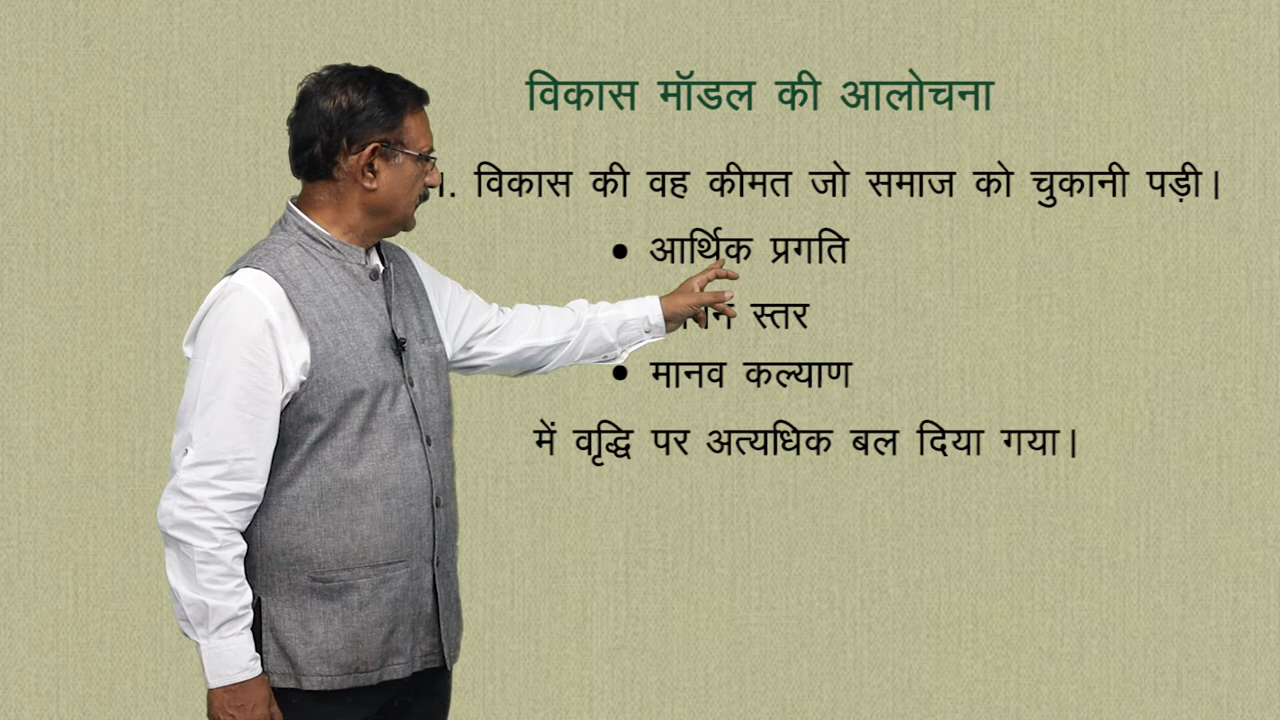 विकास मॉडल की आलोचना
विकास की वह कीमत जो समाज को चुकानी पड़ी।
• आर्थिक प्रगति
स्तर
• मानव कल्याण
में वृद्धि पर अत्यधिक बल दिया गया।